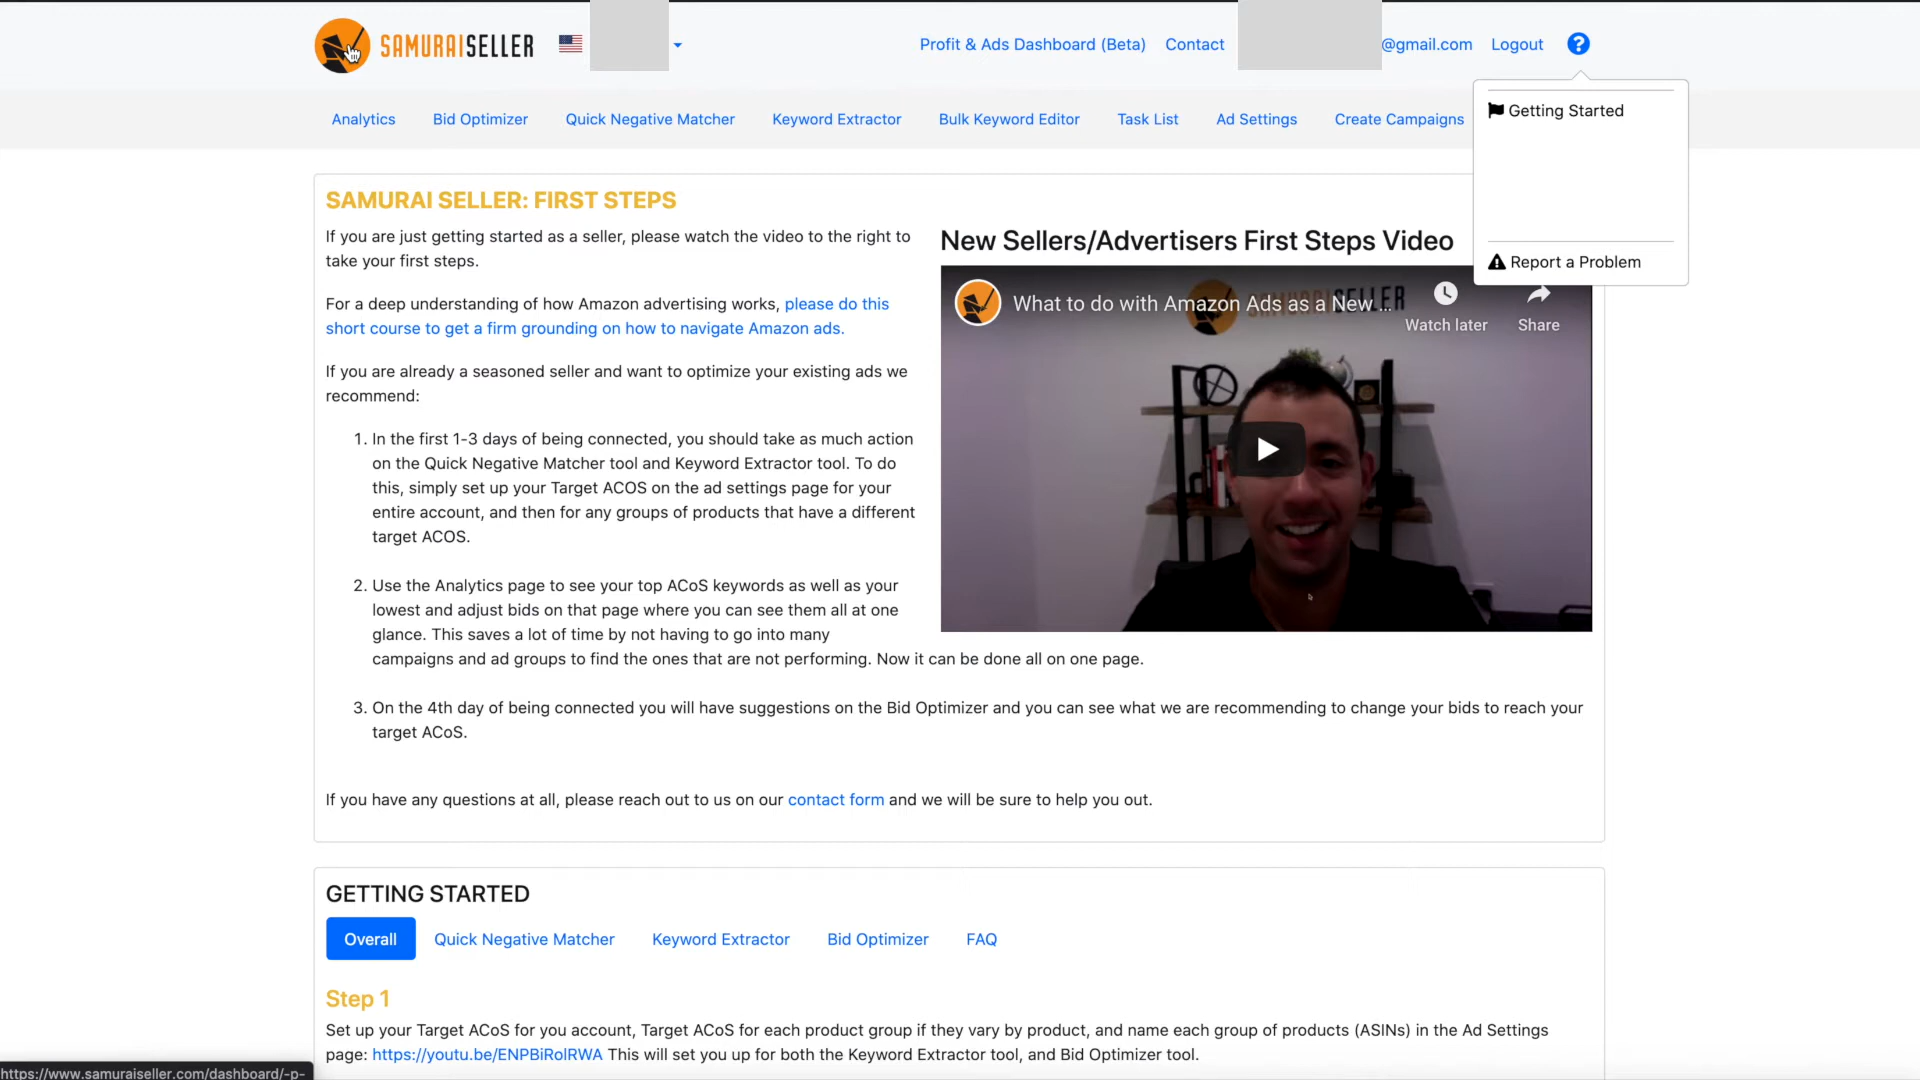 SAMURAISELLER
Profit & Ads Dashboard (Beta) Contact @gmail.com Logout ?
Analytics Bid Optimizer Quick Negative Matcher Keyword Extractor Bulk Keyword Editor Task List Ad Settings Create Campaigns
Getting Started
Report a Problem
SAMURAI SELLER: FIRST STEPS
If you are just getting started as a seller, please watch the video to the right to
take your first steps.
For a deep understanding of how Amazon advertising works, please do this
short course to get a firm grounding on how to navigate Amazon ads.
If you are already a seasoned seller and want to optimize your existing ads we
recommend:
1. In the first 1-3 days of being connected, you should take as much action
on the Quick Negative Matcher tool and Keyword Extractor tool. To do
this, simply set up your Target ACOS on the ad settings page for your
entire account, and then for any groups of products that have a different
target ACOS.
2. Use the Analytics page to see your top ACoS keywords as well as your
lowest and adjust bids on that page where you can see them all at one
glance. This saves a lot of time by not having to go into many
campaigns and ad groups to find the ones that are not performing. Now it can be done all on one page.
3. On the 4th day of being connected you will have suggestions on the Bid Optimizer and you can see what we are recommending to change your bids to reach your
target ACoS.
If you have any questions at all, please reach out to us on our contact form and we will be sure to help you out.
New Sellers/Advertisers First Steps Video
What to do with Amazon Ads as a New ...
Watch later
Share
GETTING STARTED
Overall Quick Negative Matcher Keyword Extractor Bid Optimizer FAQ
Step 1
Set up your Target ACoS for you account, Target ACoS for each product group if they vary by product, and name each group of products (ASINs) in the Ad Settings
page: https://youtu.be/ENPBiRolRWA This will set you up for both the Keyword Extractor tool, and Bid Optimizer tool.
https://www.samuraiseller.com/dashboard/-p-